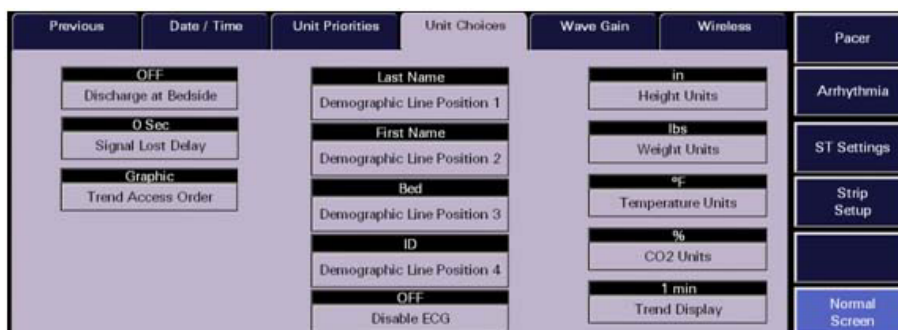 Previous
Date / Time
Unit Priorities
Unit Choices
Wave Gain
Wireless
OFF
Discharge at Bedside
0 Sec
Signal Lost Delay
Graphic
Trend Access Order
Last Name
Demographic Line Position 1
First Name
Demographic Line Position 2
Bed
Demographic Line Position 3
ID
Demographic Line Position 4
OFF
Disable ECG
in
Height Units
lbs
Weight Units
ºF
Temperature Units
%
CO2 Units
1 min
Trend Display
Pacer
Arrhythmia
ST Settings
Strip
Setup
Normal
Screen